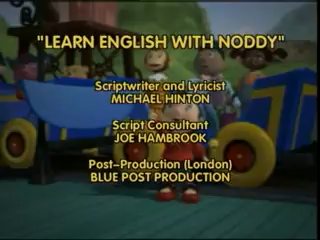 "LEARN ENGLISH WITH NODDY"
Scriptwriter and Lyricist
MICHAEL HINTON
Script Consultant
JOE HAMBROOK
Post-Production (London)
BLUE POST PRODUCTION